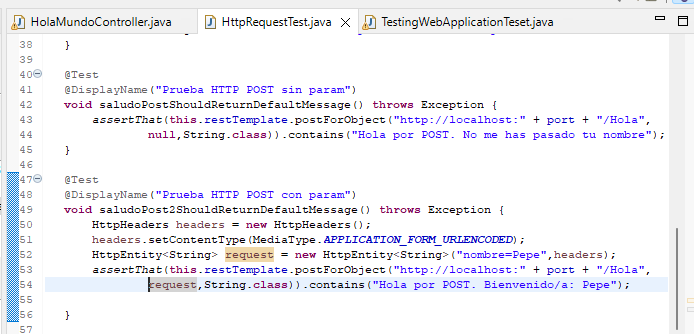 HolaMundoController.java HttpRequestTest.java TestingWebApplicationTeset.java
38 }
39
40 @Test
41 @DisplayName("Prueba HTTP POST sin param")
42 void saludoPostShouldReturnDefaultMessage() throws Exception {
43 assertThat(this.restTemplate.postForObject("http://localhost:" + port + "/Hola",
44 null,String.class)).contains("Hola por POST. No me has pasado tu nombre");
45 }
46
47 @Test
48 @DisplayName("Prueba HTTP POST con param")
49 void saludoPost2ShouldReturnDefaultMessage() throws Exception {
50 HttpHeaders headers = new HttpHeaders();
51 headers.setContentType(MediaType.APPLICATION_FORM_URLENCODED);
52 HttpEntity<String> request = new HttpEntity<String>("nombre=Pepe",headers);
53 assertThat(this.restTemplate.postForObject("http://localhost:" + port + "/Hola",
54 request,String.class)).contains("Hola por POST. Bienvenido/a: Pepe");
55
56 }
57